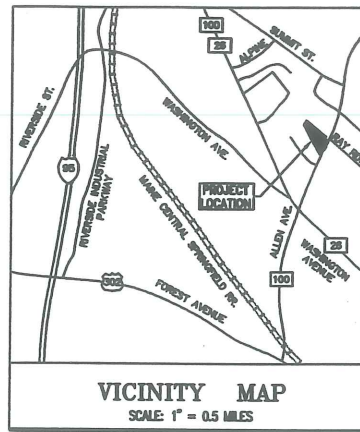 100
26
SUMMIT ST.
ALPINE
RIVERSIDE ST.
WASHINGTON AVE.
RAY R
95
RIVERSIDE INDUSTRIAL
PARKWAY
PROJECT
LOCATION
MAINE CENTRAL SPRINGFIELD RR.
ALLEN AVE.
26
WASHINGTON
AVENUE
302
FOREST AVENUE
100
VICINITY MAP
SCALE: 1" = 0.5 MILES